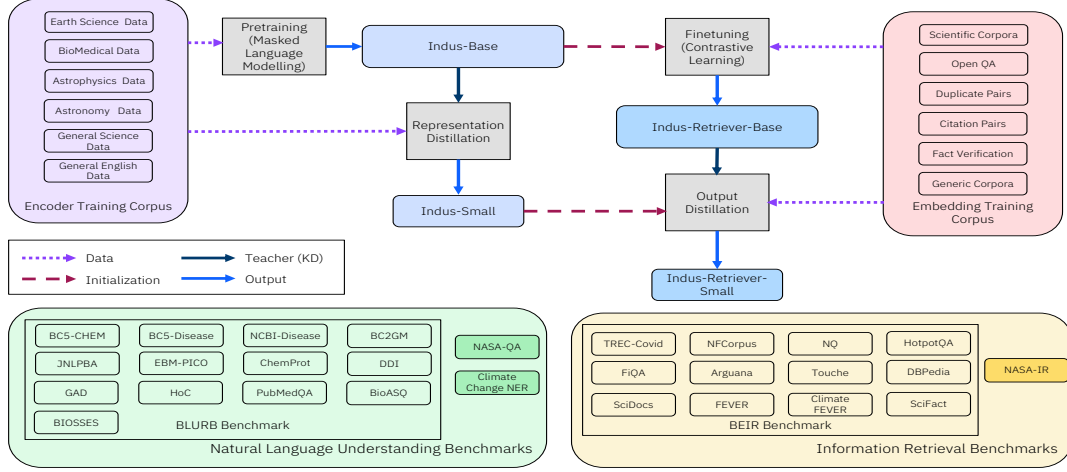 Earth Science Data
BioMedical Data
Astrophysics Data
Astronomy Data
General Science
Data
General English
Data
Encoder Training Corpus
Pretraining
(Masked
Language
Modelling)
Indus-Base
Representation
Distillation
Indus-Small
Finetuning
(Contrastive
Learning)
Indus-Retriever-Base
Output
Distillation
Indus-Retriever-
Small
Scientific Corpora
Open QA
Duplicate Pairs
Citation Pairs
Fact Verification
Generic Corpora
Embedding Training
Corpus
Data
Teacher (KD)
Initialization
Output
BC5-CHEM
BC5-Disease
NCBI-Disease
BC2GM
JNLPBA
EBM-PICO
ChemProt
DDI
GAD
HoC
PubMedQA
BioASQ
BIOSSES
BLURB Benchmark
NASA-QA
Climate
Change NER
Natural Language Understanding Benchmarks
TREC-Covid
NFCorpus
NQ
HotpotQA
FiQA
Arguana
Touche
DBPedia
SciDocs
FEVER
Climate
FEVER
SciFact
BEIR Benchmark
NASA-IR
Information Retrieval Benchmarks